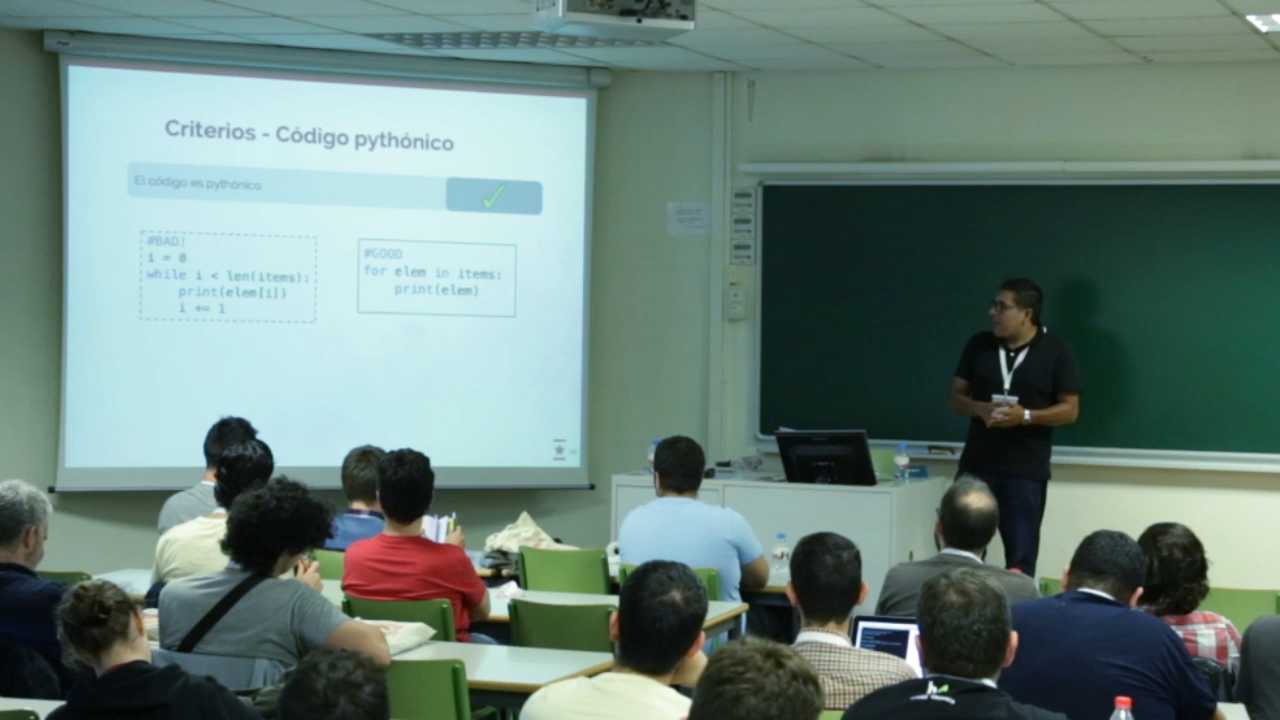 Criterios - Código pythónico
El código es pythónico
#BAD!
i = 0
while i < len(items):
    print(elem[i])
    i += 1
#GOOD
for elem in items:
    print(elem)